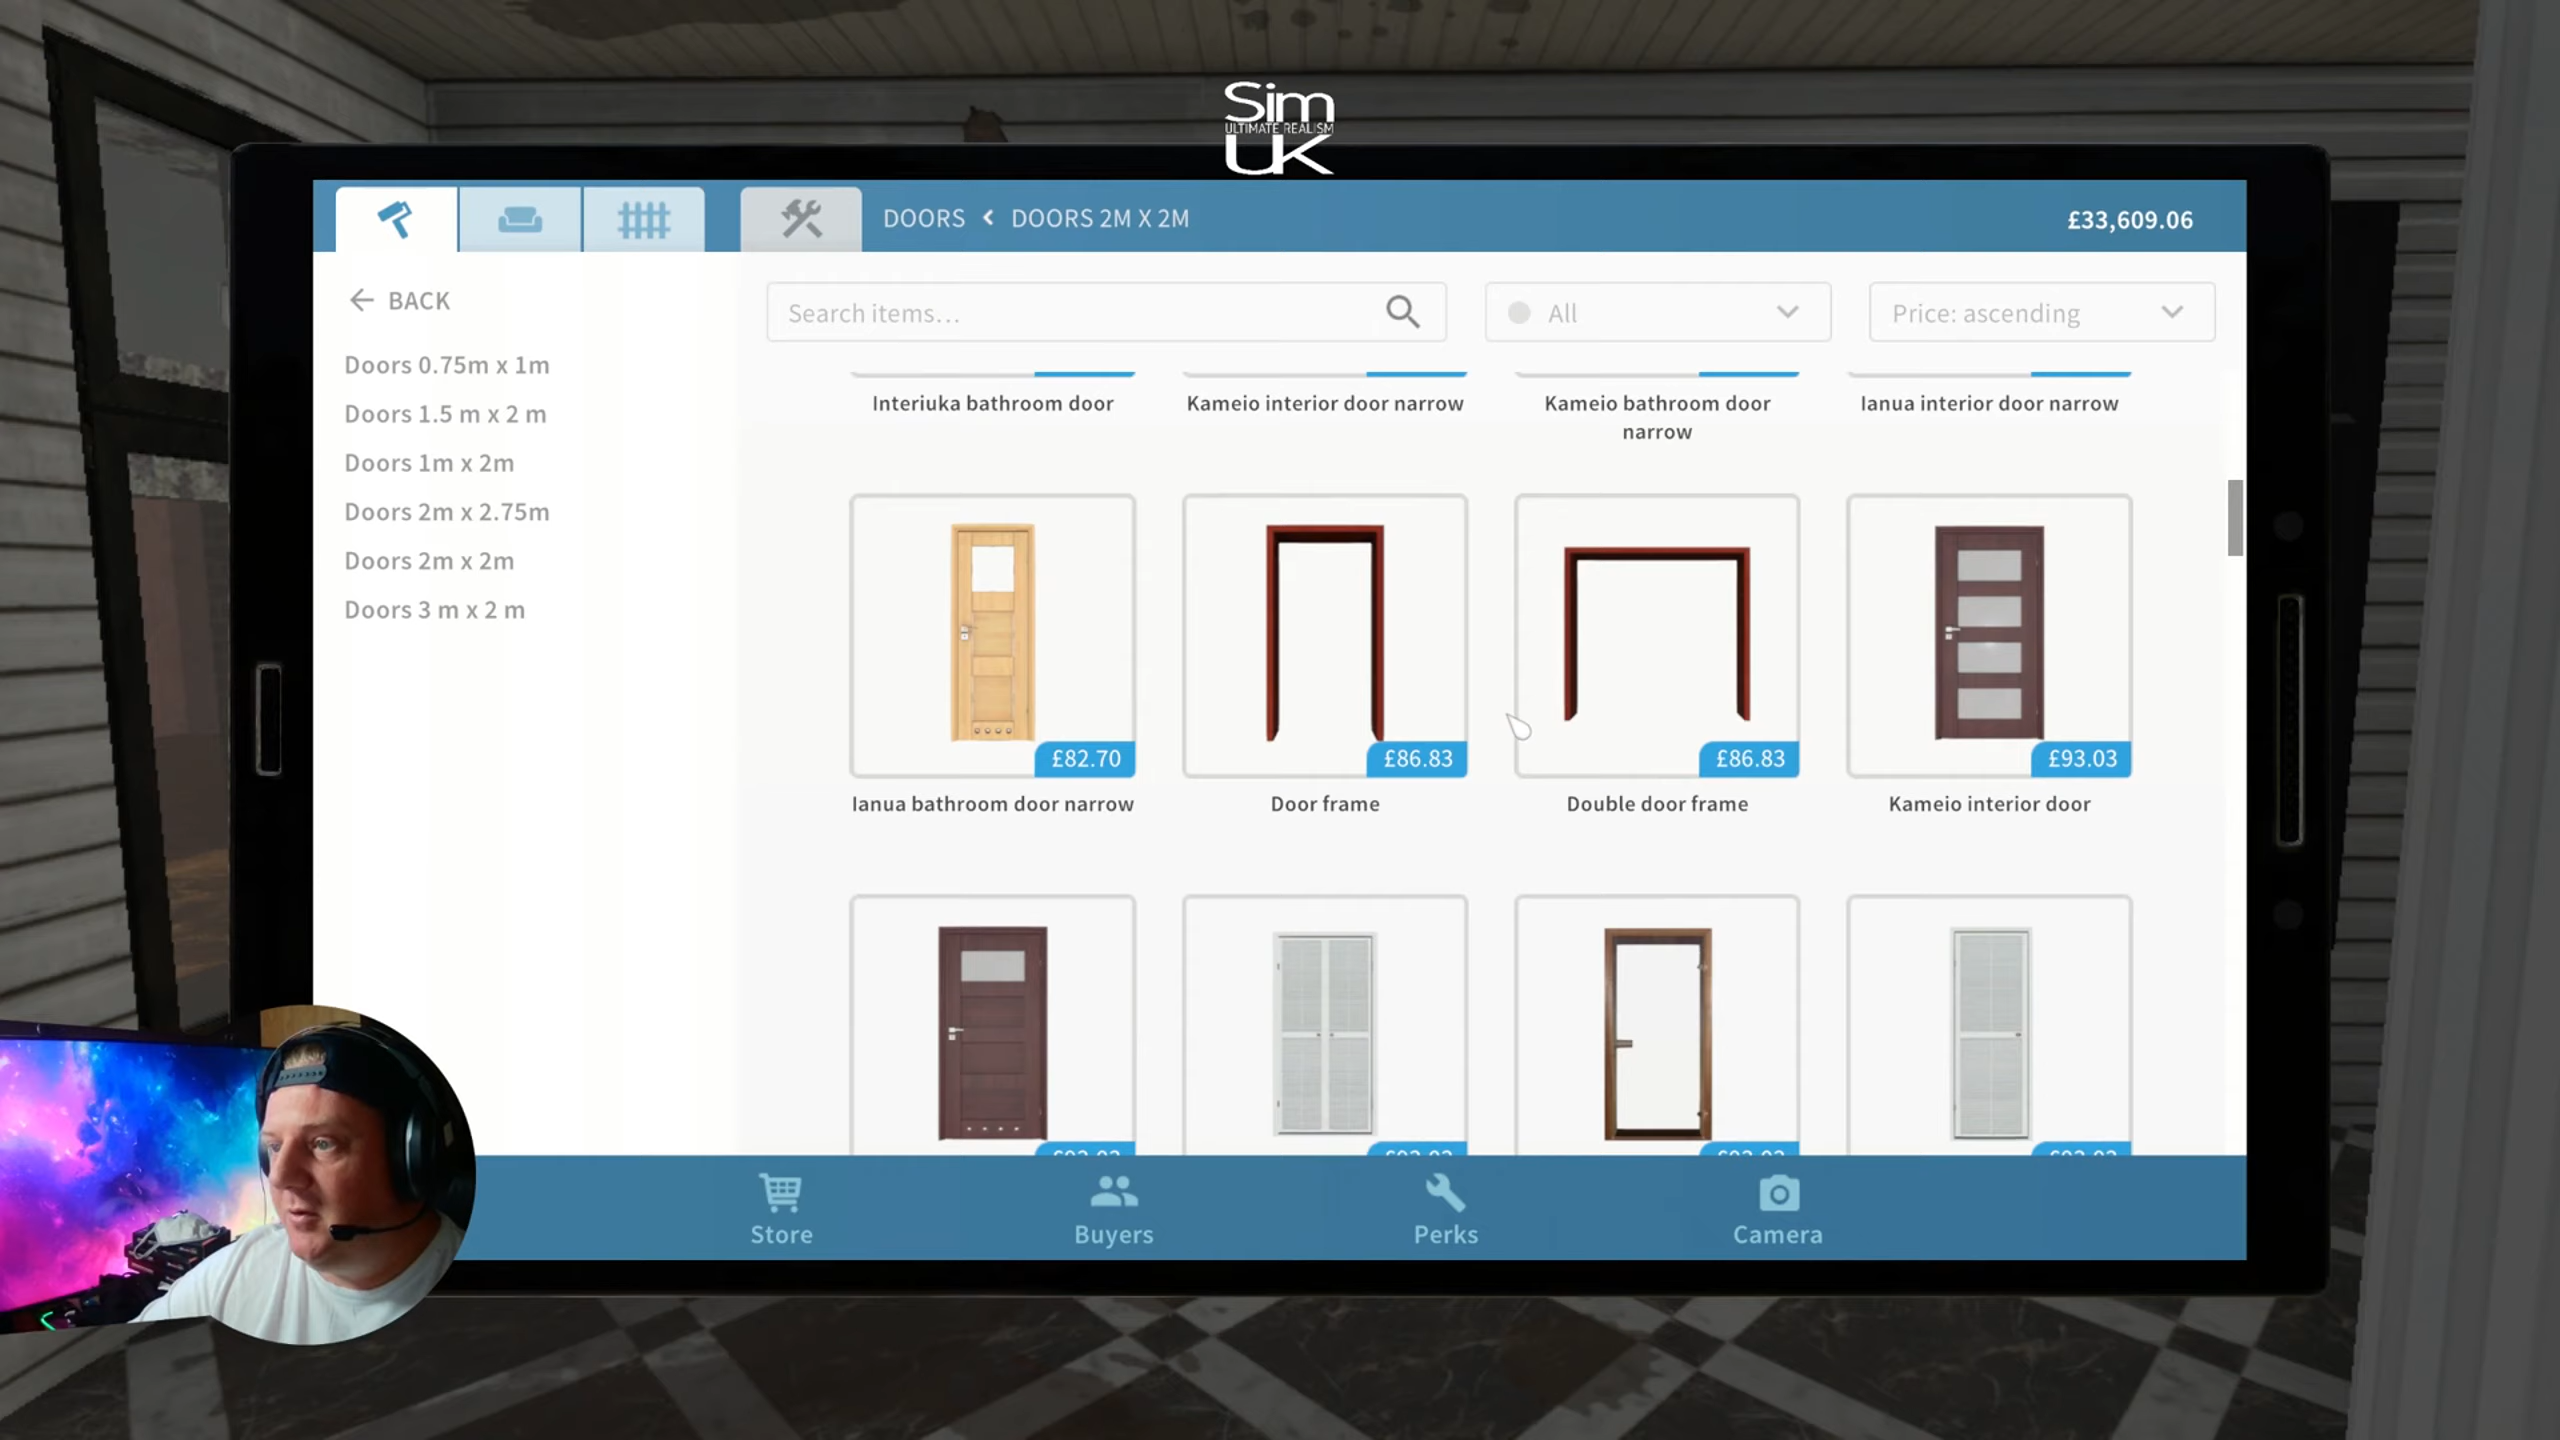 Sim
ULTIMATE REALISM
UK
DOORS < DOORS 2M X 2M
£33,609.06
BACK
Search items...
All
Price: ascending
Doors 0.75m x 1m
Doors 1.5 m x 2 m
Doors 1m x 2m
Doors 2m x 2.75m
Doors 2m x 2m
Doors 3 m x 2 m
Interiuka bathroom door
Kameio interior door narrow
Kameio bathroom door
narrow
Ianua interior door narrow
£82.70
£86.83
£86.83
£93.03
Ianua bathroom door narrow
Door frame
Double door frame
Kameio interior door
Store
Buyers
Perks
Camera